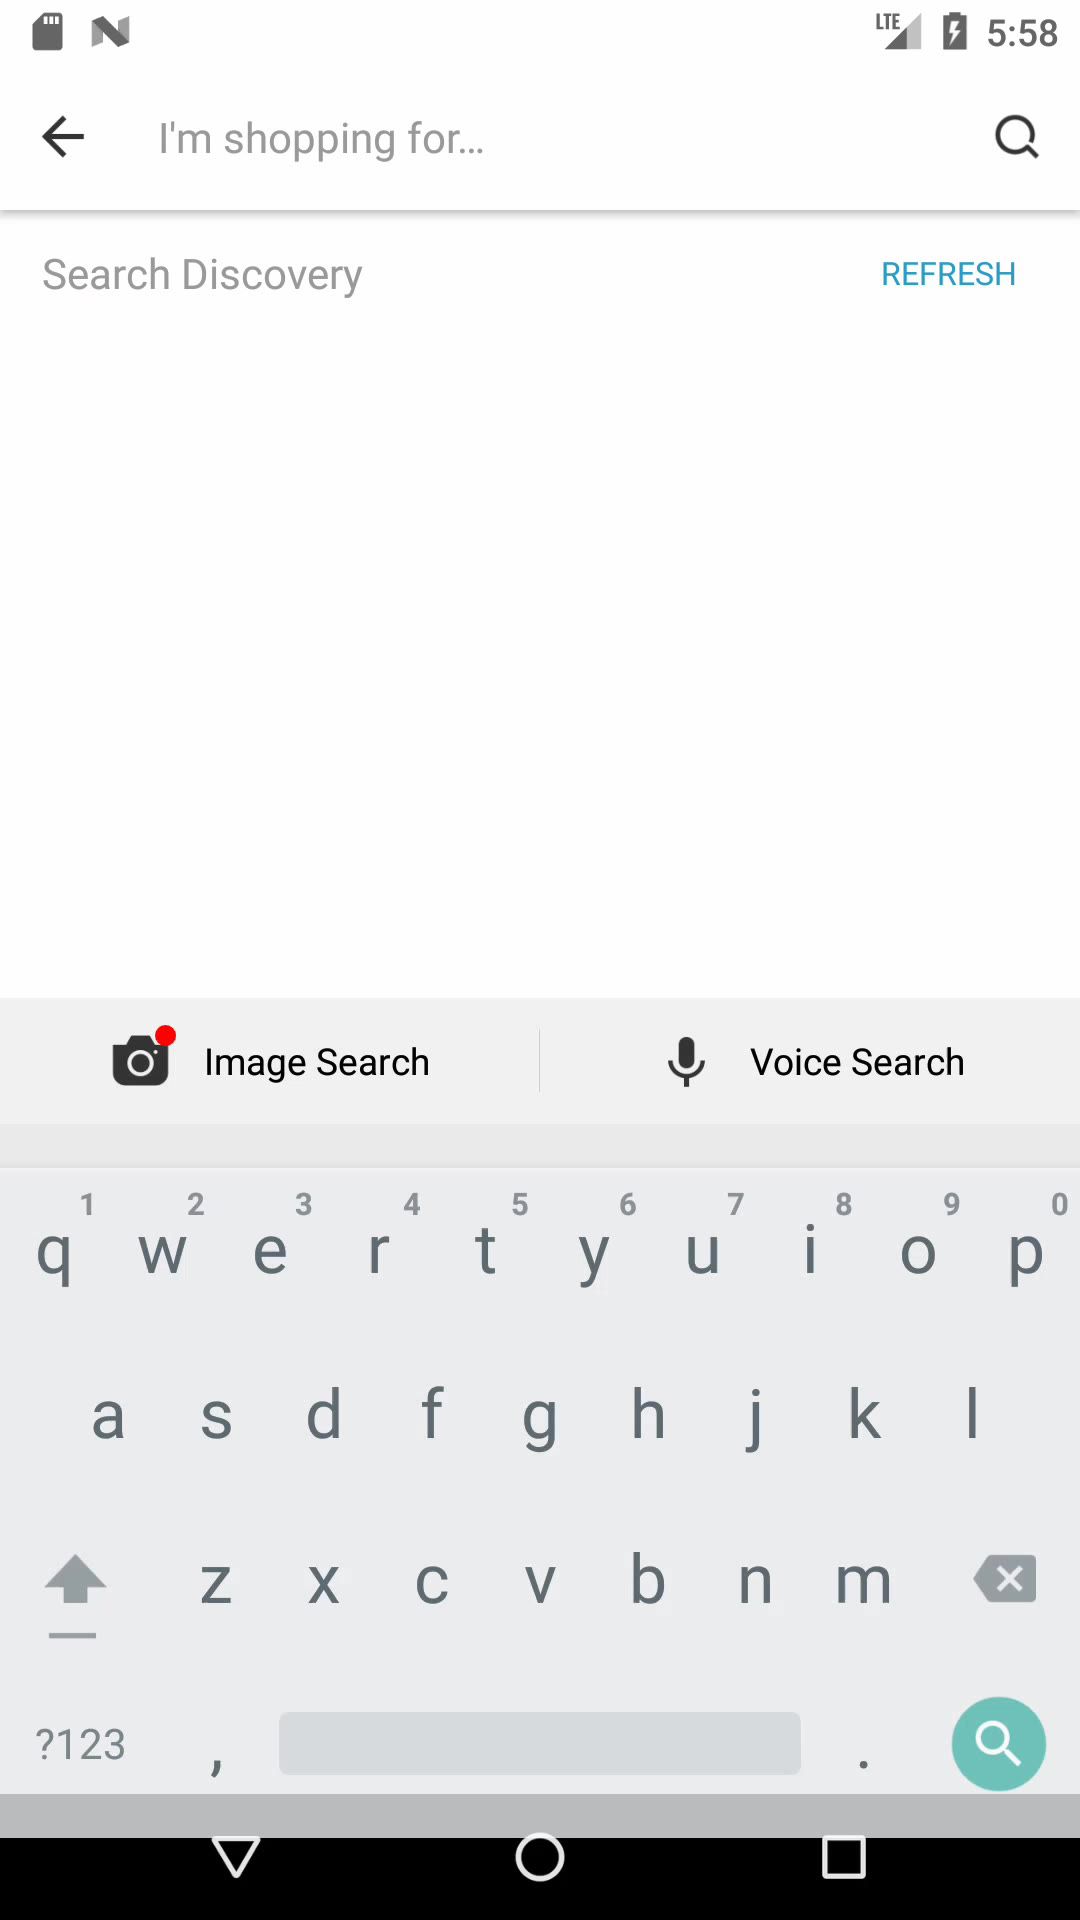 LTE 5:58
I'm shopping for...
Search Discovery REFRESH
Image Search Voice Search
1 2 3 4 5 6 7 8 9 0
q w e r t y u i o p
a s d f g h j k l
z x c v b n m
?123 , .